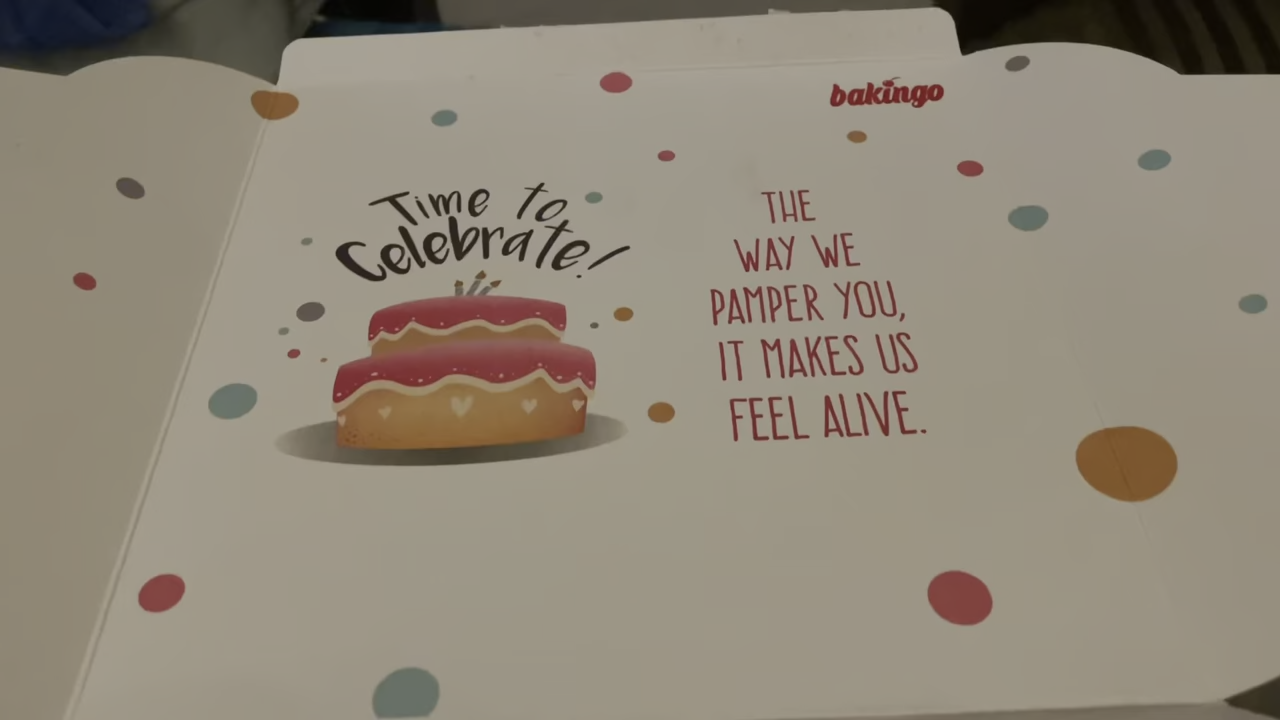 bakingo
Time to
Celebrate!
THE
WAY WE
PAMPER YOU,
IT MAKES US
FEEL ALIVE.